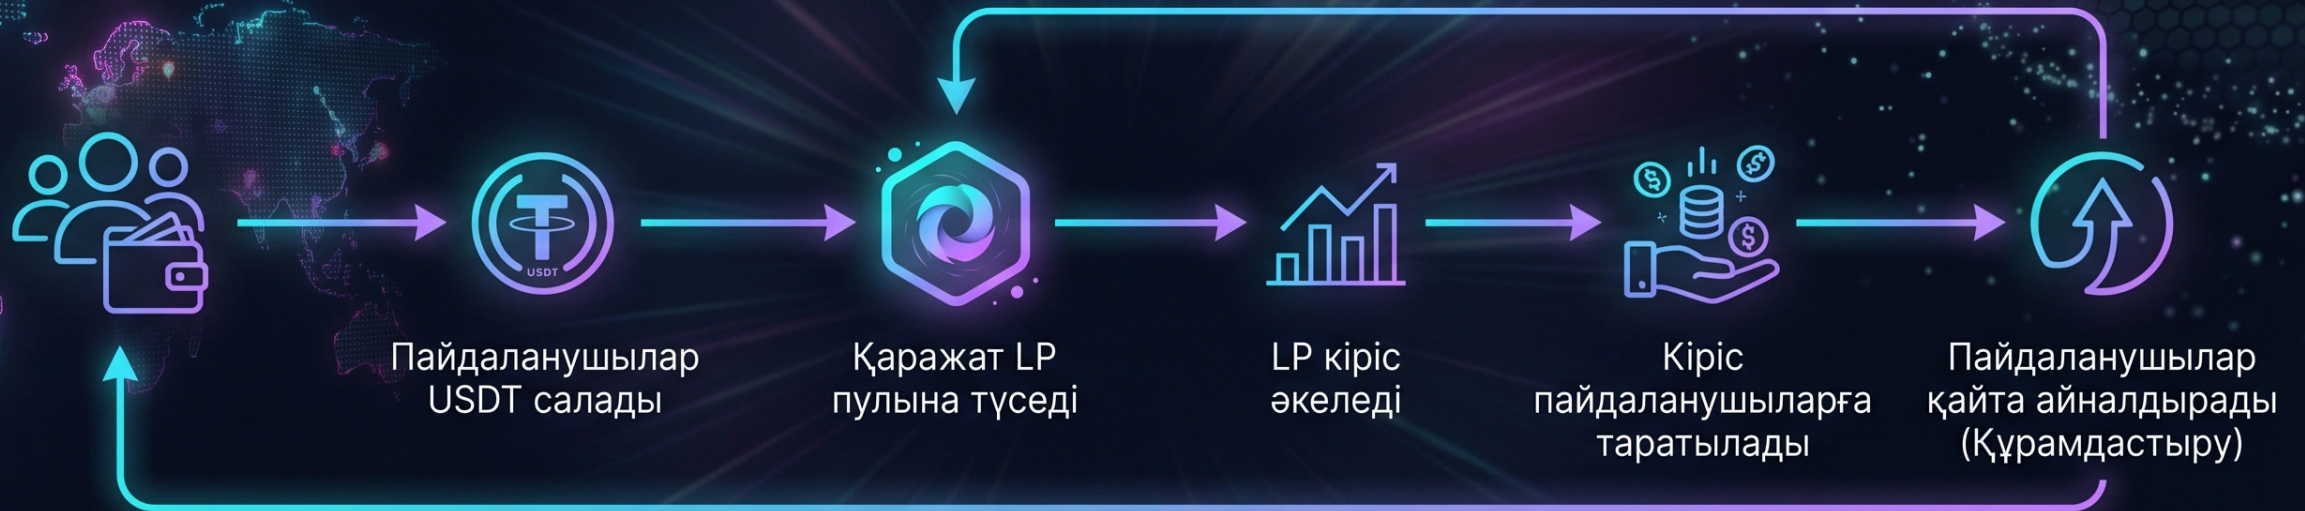 USDT
Пайдаланушылар
USDT салады
Қаражат LP
пулына түседі
LP кіріс
әкеледі
Кіріс
пайдаланушыларға
таратылады
Пайдаланушылар
қайта айналдырады
(Құрамдастыру)